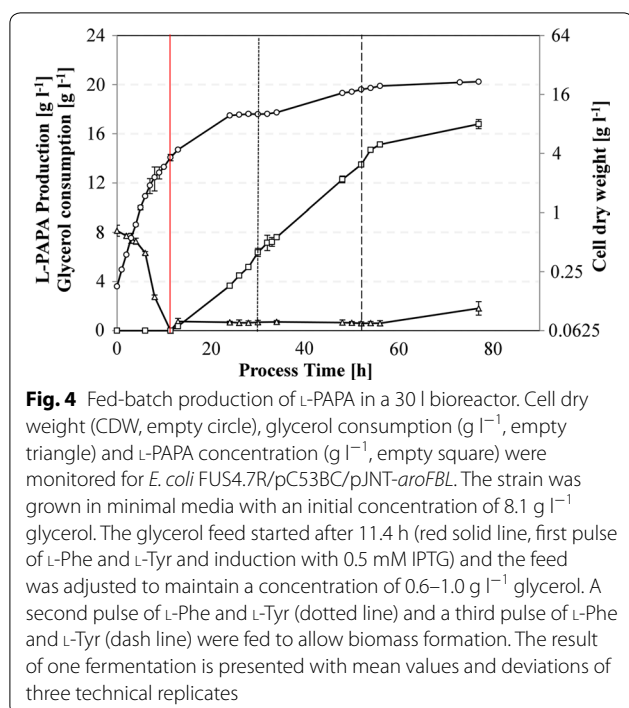 24
20
16
12
8
4
0
L-PAPA Production [g l⁻¹]
Glycerol consumption [g l⁻¹]
64
16
4
1
0.25
0.0625
Cell dry weight [g l⁻¹]
0
20
40
60
80
100
Process Time [h]
Fig. 4 Fed-batch production of L-PAPA in a 30 l bioreactor. Cell dry
weight (CDW, empty circle), glycerol consumption (g l⁻¹, empty
triangle) and L-PAPA concentration (g l⁻¹, empty square) were
monitored for E. coli FUS4.7R/pC53BC/pJNT-aroFBL. The strain was
grown in minimal media with an initial concentration of 8.1 g l⁻¹
glycerol. The glycerol feed started after 11.4 h (red solid line, first pulse
of L-Phe and L-Tyr and induction with 0.5 mM IPTG) and the feed
was adjusted to maintain a concentration of 0.6–1.0 g l⁻¹ glycerol. A
second pulse of L-Phe and L-Tyr (dotted line) and a third pulse of L-Phe
and L-Tyr (dash line) were fed to allow biomass formation. The result
of one fermentation is presented with mean values and deviations of
three technical replicates